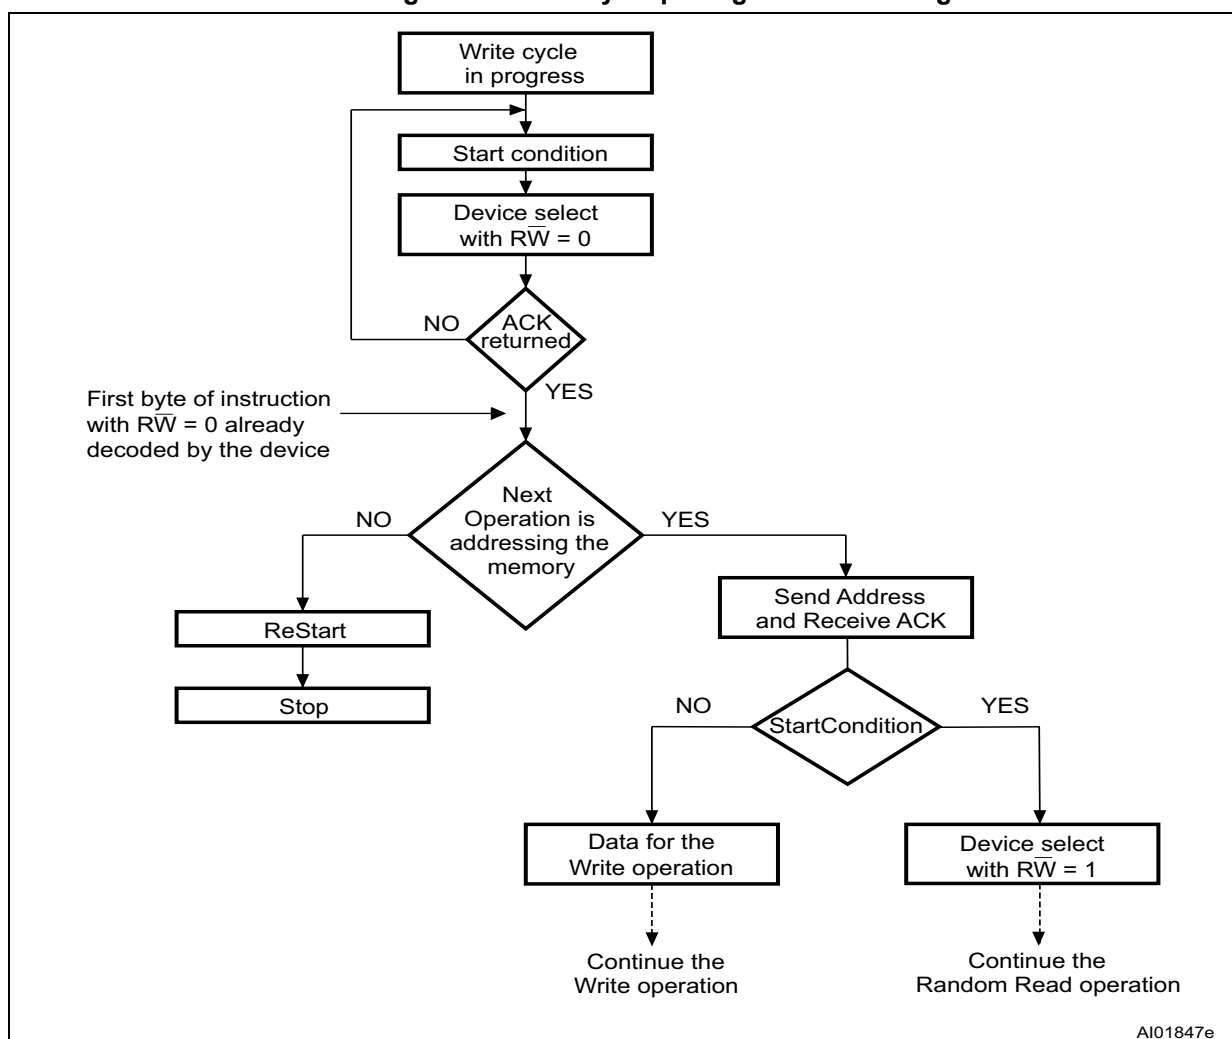 Write cycle
in progress
Start condition
Device select
with RW̅ = 0
ACK
returned
NO
YES
First byte of instruction
with RW̅ = 0 already
decoded by the device
Next
Operation is
addressing the
memory
NO
YES
ReStart
Stop
Send Address
and Receive ACK
StartCondition
NO
YES
Data for the
Write operation
Device select
with RW̅ = 1
Continue the
Write operation
Continue the
Random Read operation
AI01847e